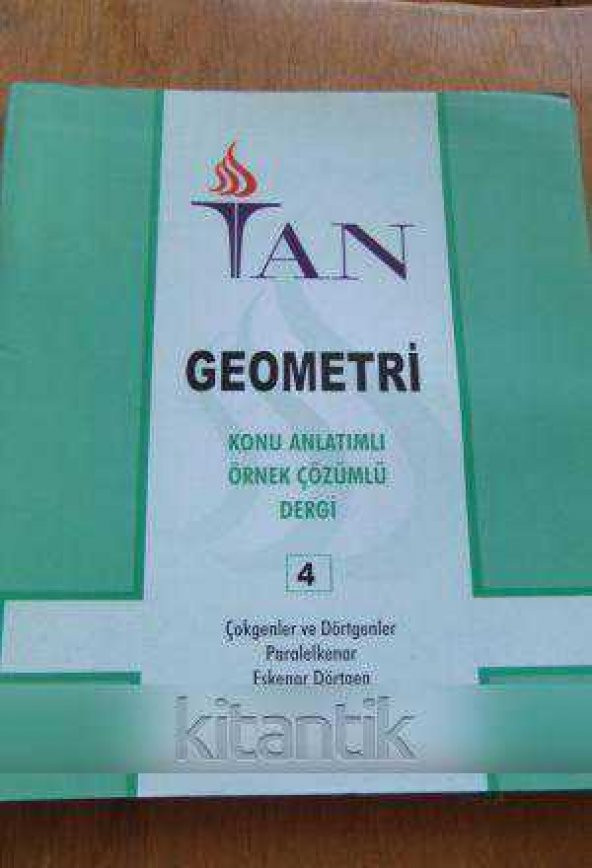 TAN
GEOMETRİ
KONU ANLATIMLI
ÖRNEK ÇÖZÜMLÜ
DERGİ
4
Çokgenler ve Dörtgenler
Paralelkenar
Eşkenar Dörtgen
kitantik